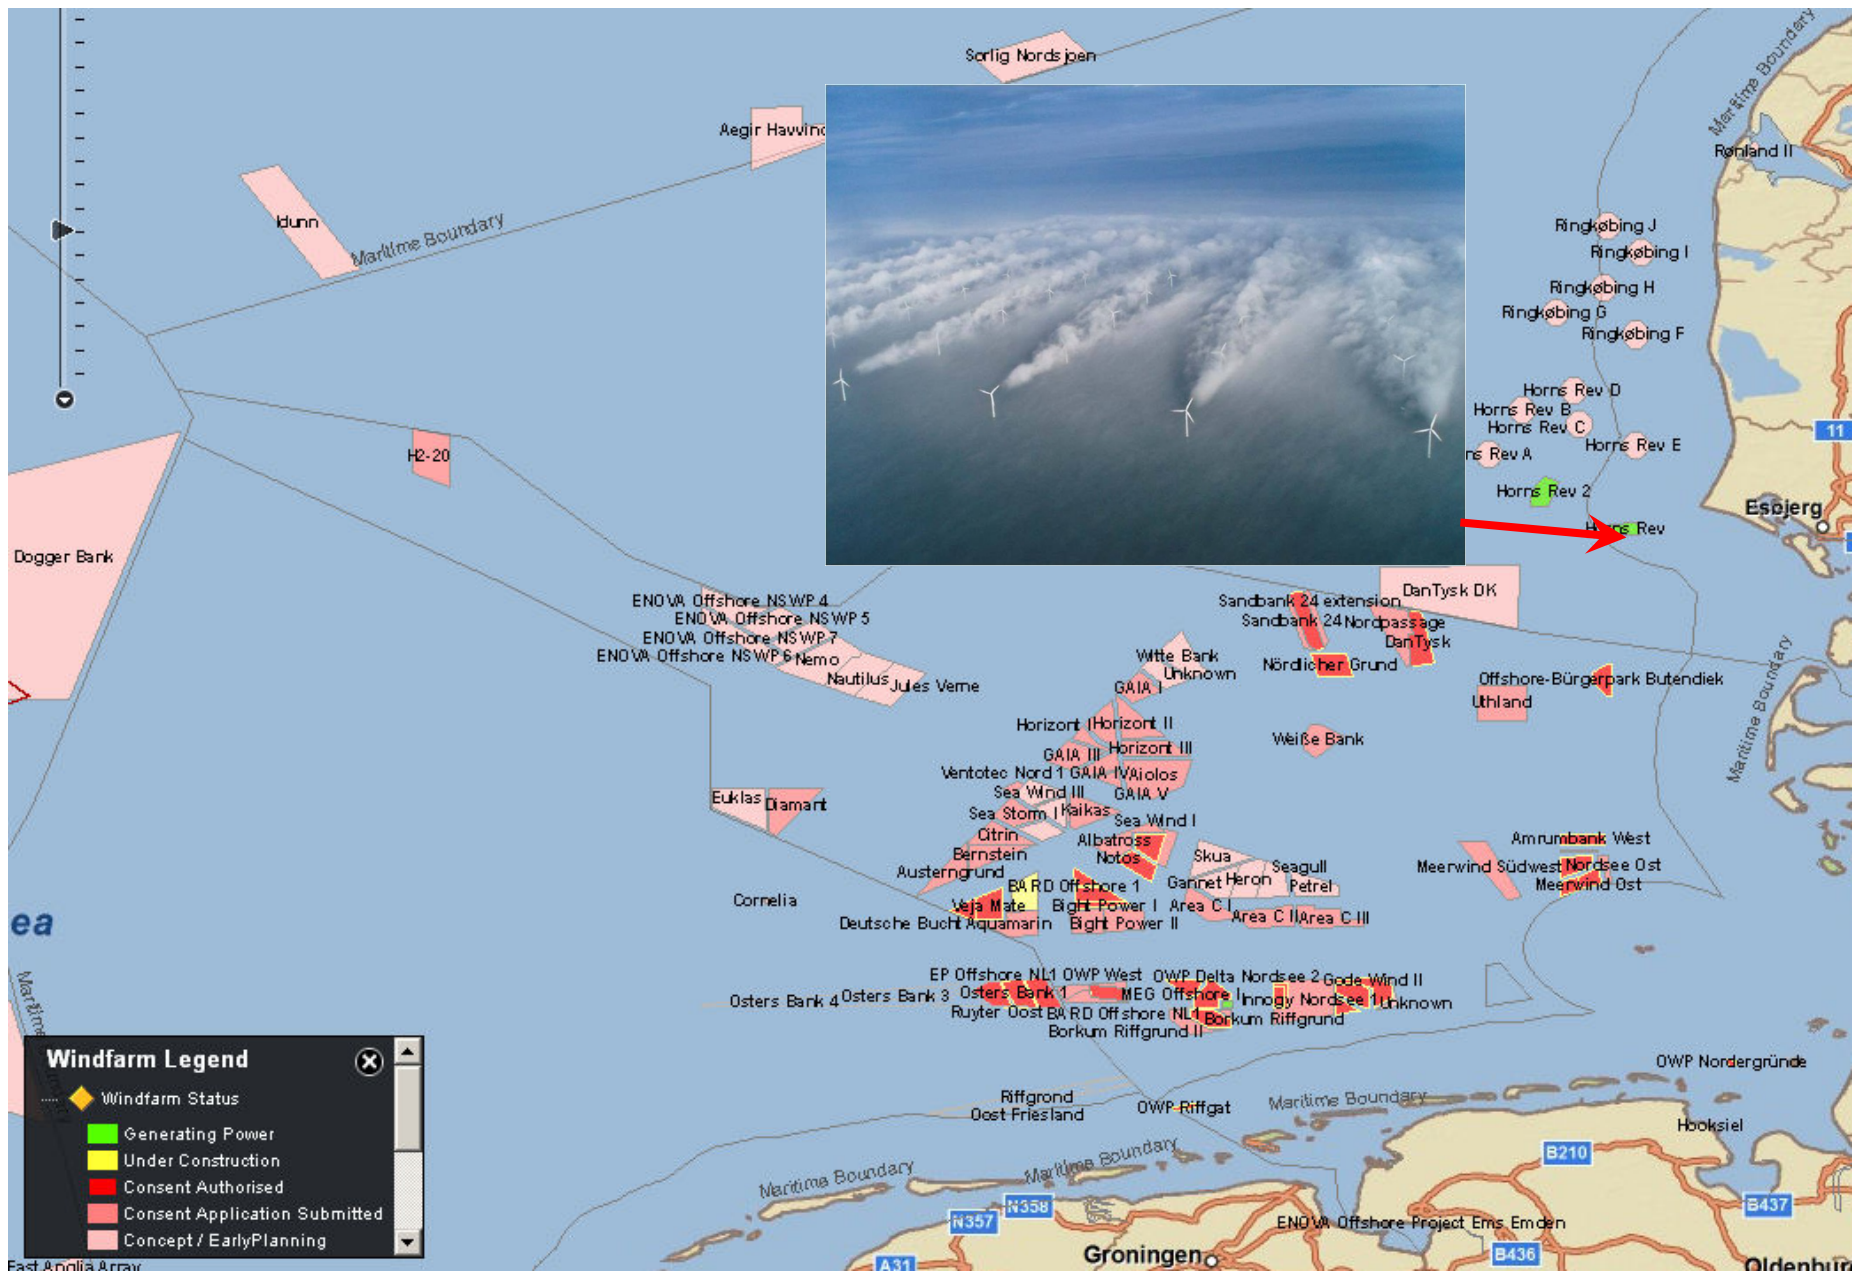 Sorlig Nordsjoen
Maritime Boundary
Aegir Havvind
Rønland II
Idunn
Maritime Boundary
Ringkøbing J
Ringkøbing I
Ringkøbing H
Ringkøbing G
Ringkøbing F
Horns Rev D
Horns Rev B
Horns Rev C
11
Horns Rev E
ns Rev A
H2-20
Horns Rev 2
Esbjerg
Horns Rev
Dogger Bank
DanTysk DK
ENOVA Offshore NSWP 4
Sandbank 24 extension
ENOVA Offshore NSWP 5
Sandbank 24
Nordpassage
ENOVA Offshore NSWP 7
DanTysk
ENOVA Offshore NSWP 6
Nemo
Witte Bank
Unknown
Nördlicher Grund
Nautilus
Jules Verne
GAIA I
Offshore-Bürgerpark Butendiek
Uthland
Maritime Boundary
Horizont I
Horizont II
Weiße Bank
GAIA III
Horizont III
Ventotec Nord 1
GAIA IV
Aiolos
Sea Wind III
GAIA V
Euklas
Diamant
Sea Storm I
Kaikas
Sea Wind I
Citrin
Albatross
Amrumbank West
Bernstein
Notos
Skua
Seagull
Meerwind Südwest
Nordsee Ost
Austerngrund
Gannet
Heron
Petrel
Meerwind Ost
BARD Offshore 1
Cornelia
Veja Mate
Bight Power I
Area C I
Area C II
Area C III
ea
Deutsche Bucht
Aquamarin
Bight Power II
EP Offshore NL1
OWP West
OWP Delta Nordsee 2
Gode Wind II
Osters Bank 4
Osters Bank 3
Osters Bank 1
MEG Offshore I
Innogy Nordsee 1
Unknown
Ruyter Oost
BARD Offshore NL1
Borkum Riffgrund
Borkum Riffgrund II
Maritime Boundary
Windfarm Legend
Windfarm Status
Generating Power
Under Construction
Consent Authorised
Consent Application Submitted
Concept / EarlyPlanning
OWP Nordergründe
Riffgrond
Oost Friesland
OWP Riffgat
Maritime Boundary
Hooksiel
Maritime Boundary
Maritime Boundary
B210
N358
N357
B437
ENOVA Offshore Project Ems Emden
Groningen
B436
A31
Oldenbur
East Anglia Array